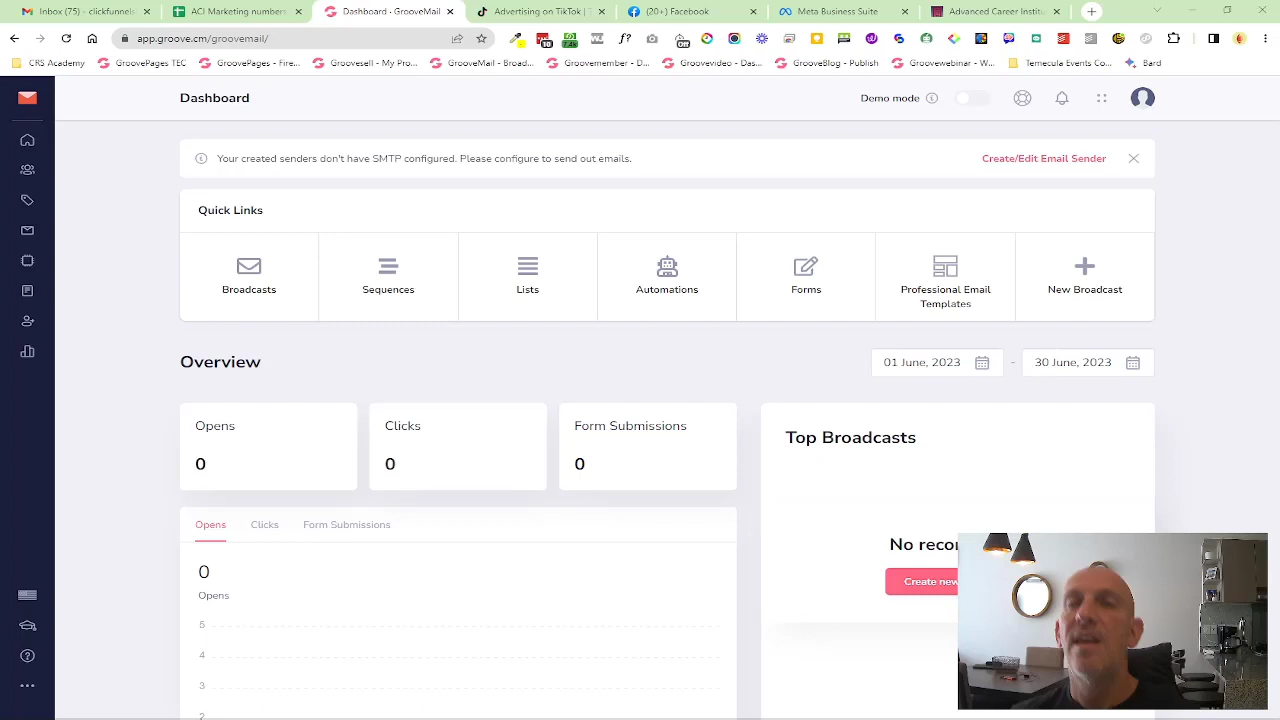 Inbox (75) - clickfunnels
ACI Marketing numbers
Dashboard - GrooveMail
Advertising on TikTok | T
(20+) Facebook
Meta Business Suite
Advanced Career Institu
app.groove.cm/groovemail/
CRS Academy
GroovePages TEC
GroovePages - Fire...
Groovesell - My Pro...
GrooveMail - Broad...
Groovemember - D...
Groovevideo - Das...
GrooveBlog - Publish
Groovewebinar - W...
Temecula Events Co...
Bard
Dashboard
Demo mode
Your created senders don't have SMTP configured. Please configure to send out emails.
Create/Edit Email Sender
Quick Links
Broadcasts
Sequences
Lists
Automations
Forms
Professional Email
Templates
New Broadcast
Overview
01 June, 2023 - 30 June, 2023
Opens
0
Clicks
0
Form Submissions
0
Top Broadcasts
Opens Clicks Form Submissions
0
Opens
5
4
3
2
No recor
Create new